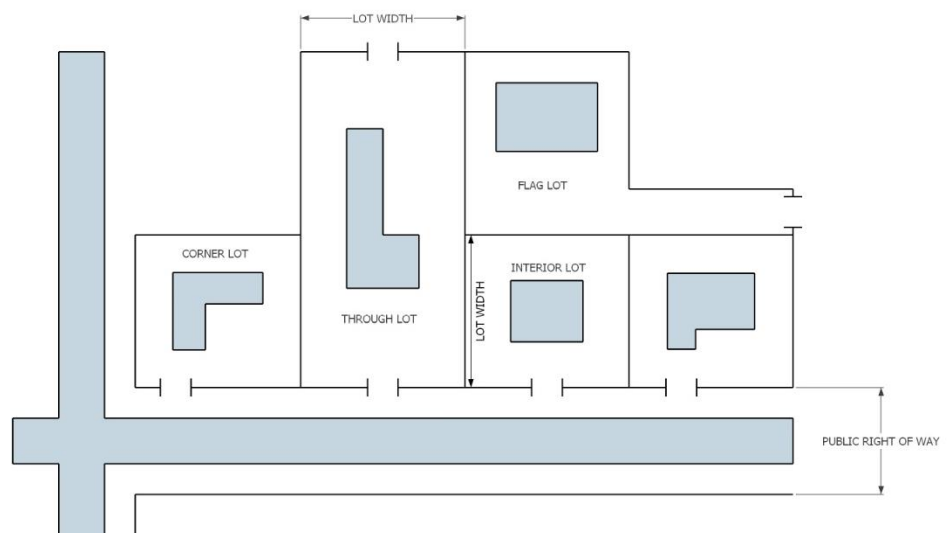 LOT WIDTH
FLAG LOT
CORNER LOT
INTERIOR LOT
LOT WIDTH
THROUGH LOT
PUBLIC RIGHT OF WAY